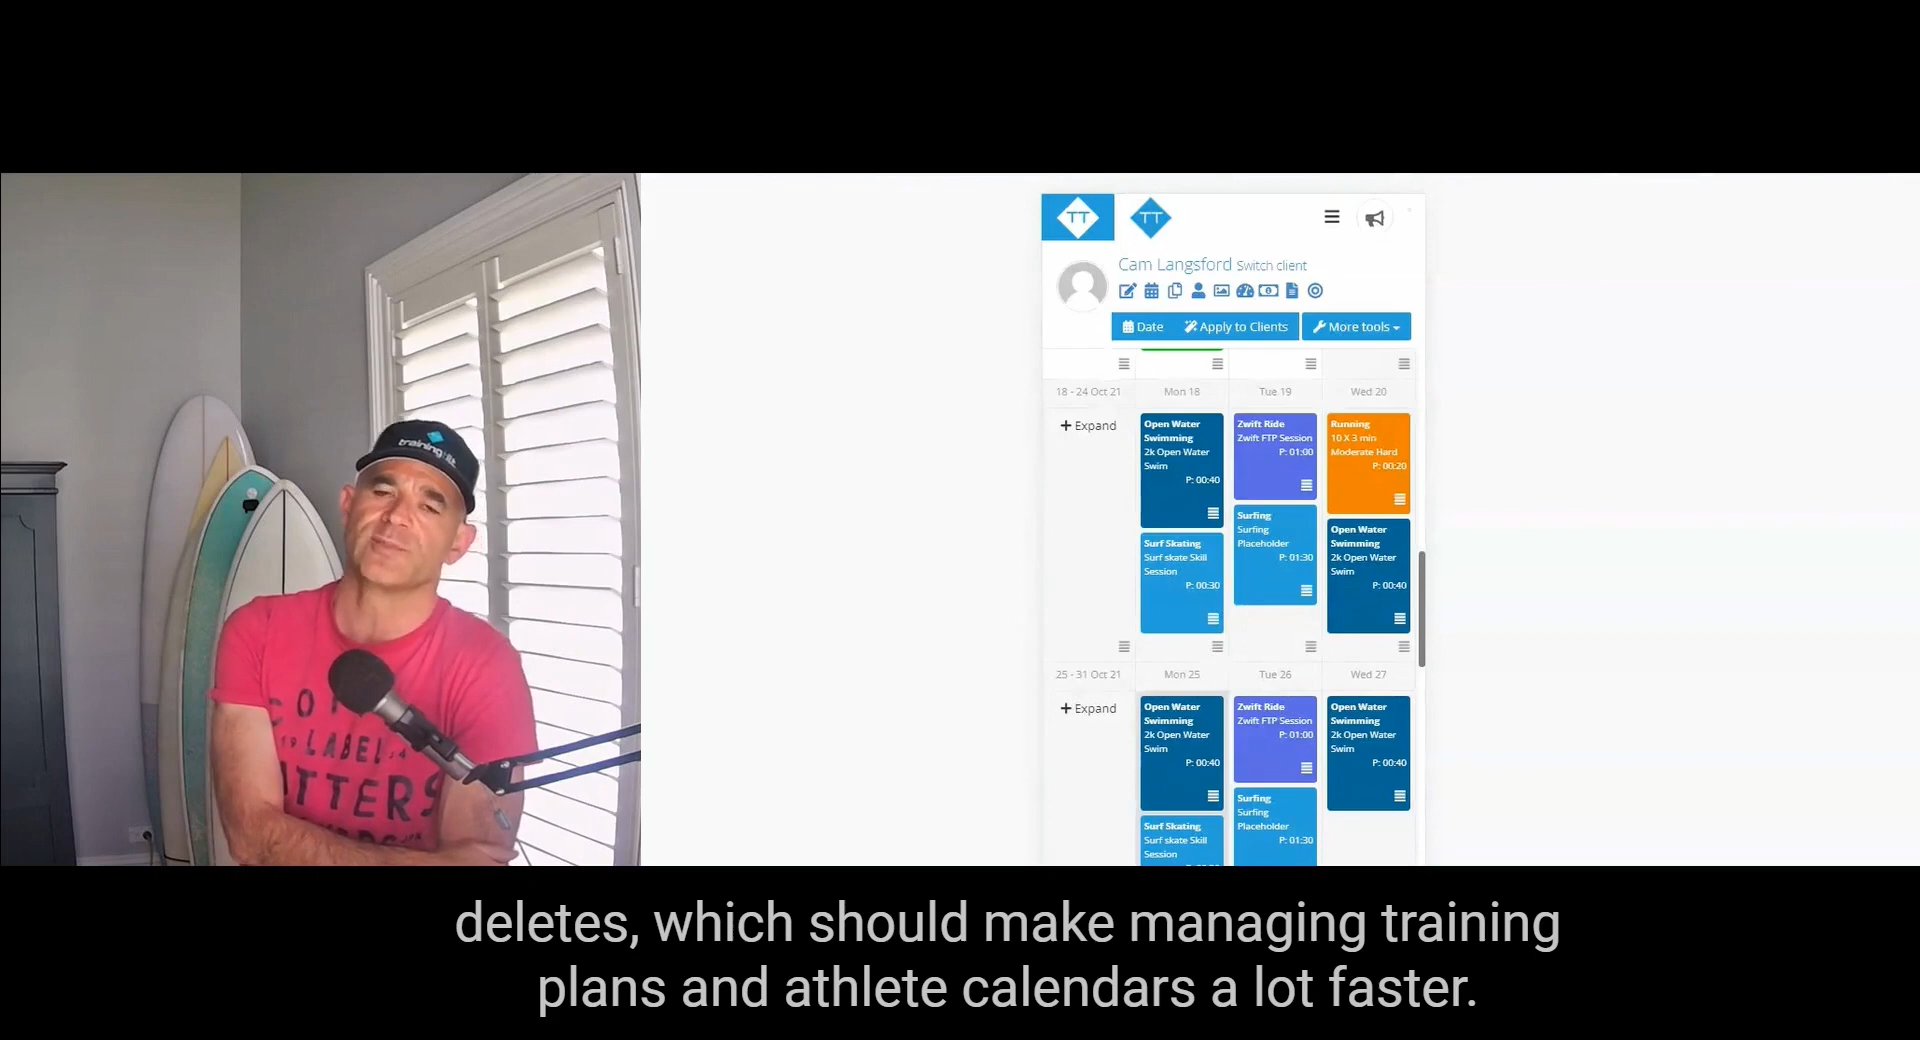 training tilt
LABEL
TT
TT
Cam Langsford Switch client
Date
Apply to Clients
More tools
18 - 24 Oct 21
Mon 18
Tue 19
Wed 20
Expand
Open Water
Swimming
2k Open Water
Swim
P: 00:40
Surf Skating
Surf skate Skill
Session
P: 00:30
Zwift Ride
Zwift FTP Session
P: 01:00
Surfing
Surfing
Placeholder
P: 01:30
Running
10 X 3 min
Moderate Hard
P: 00:20
Open Water
Swimming
2k Open Water
Swim
P: 00:40
25 - 31 Oct 21
Mon 25
Tue 26
Wed 27
Expand
Open Water
Swimming
2k Open Water
Swim
P: 00:40
Surf Skating
Surf skate Skill
Session
Zwift Ride
Zwift FTP Session
P: 01:00
Surfing
Surfing
Placeholder
P: 01:30
Open Water
Swimming
2k Open Water
Swim
P: 00:40
deletes, which should make managing training
plans and athlete calendars a lot faster.